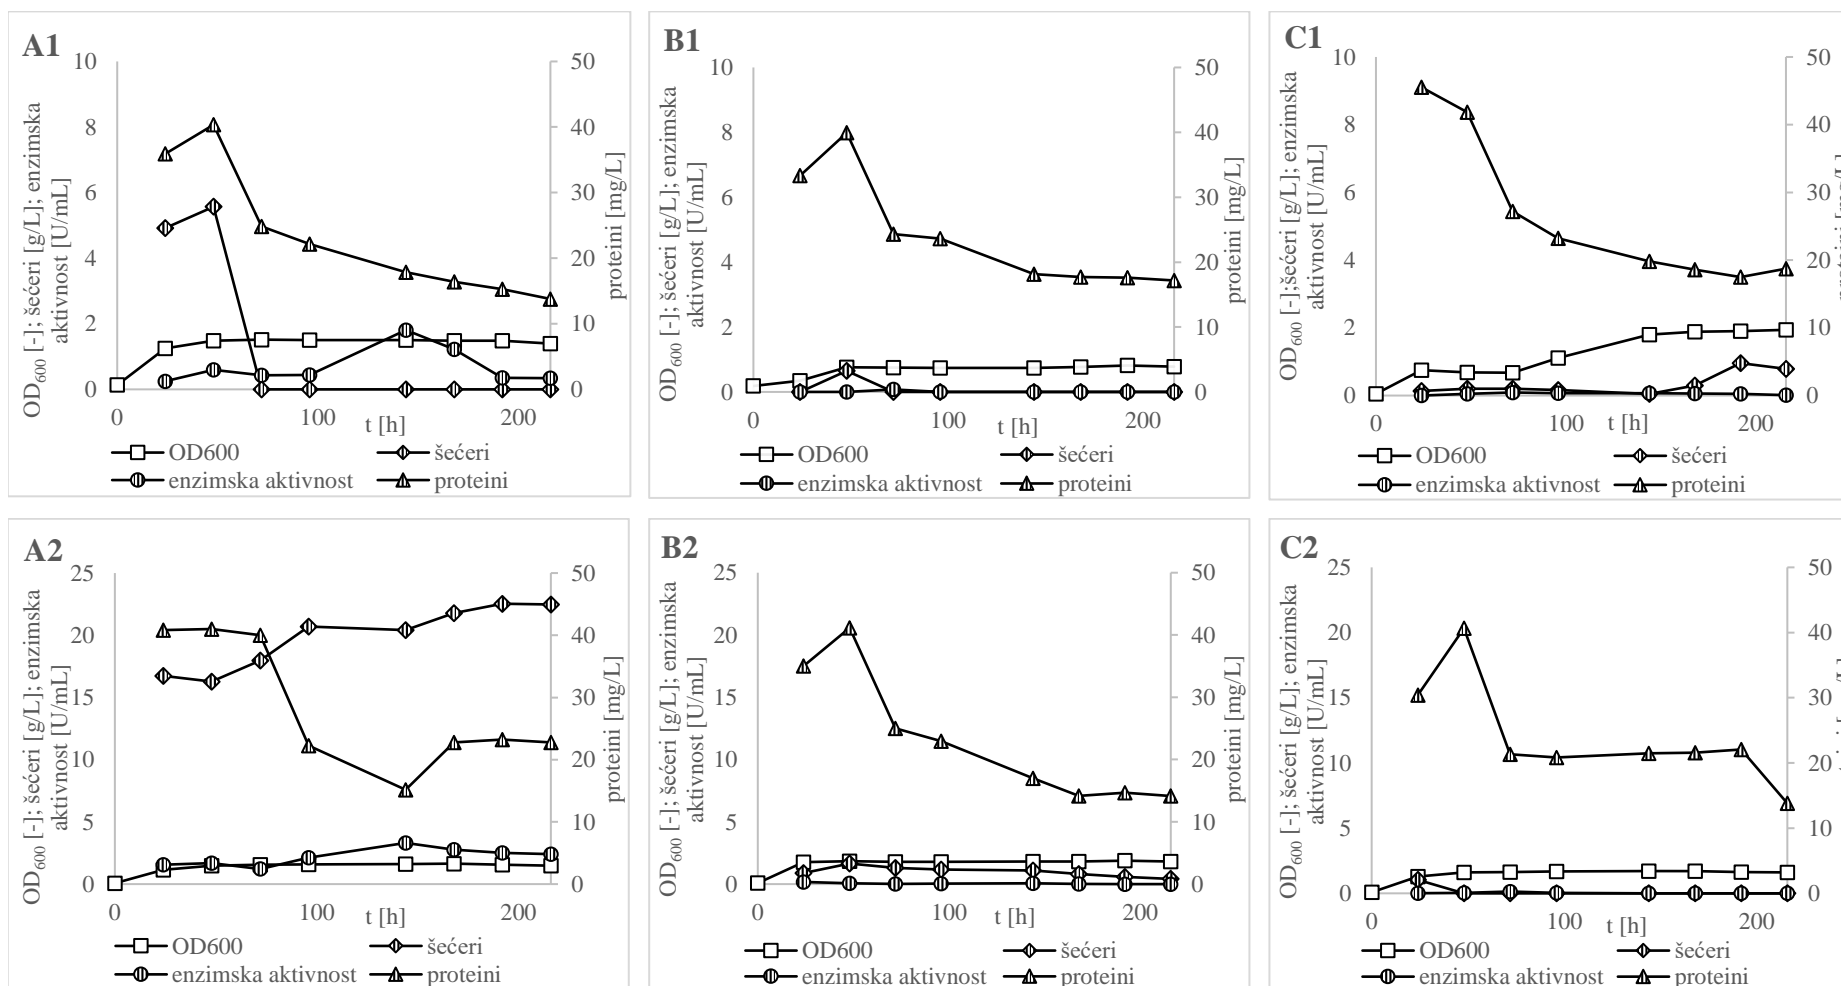 A1
10
8
6
4
2
0
OD600 [-]; šećeri [g/L]; enzimska
aktivnost [U/mL]
50
40
30
20
10
0
proteini [mg/L]
0
100
200
t [h]
OD600
šećeri
enzimska aktivnost
proteini
B1
10
8
6
4
2
0
OD600 [-]; šećeri [g/L]; enzimska
aktivnost [U/mL]
50
40
30
20
10
0
proteini [mg/L]
0
100
200
t [h]
OD600
šećeri
enzimska aktivnost
proteini
C1
10
8
6
4
2
0
OD600 [-];šećeri [g/L]; enzimska
aktivnost [U/mL]
50
40
30
20
10
0
0
100
200
t [h]
OD600
šećeri
enzimska aktivnost
proteini
A2
25
20
15
10
5
0
OD600 [-]; šećeri [g/L]; enzimska
aktivnost [U/mL]
50
40
30
20
10
0
proteini [mg/L]
0
100
200
t [h]
OD600
šećeri
enzimska aktivnost
proteini
B2
25
20
15
10
5
0
OD600 [-]; šećeri [g/L]; enzimska
aktivnost [U/mL]
50
40
30
20
10
0
proteini [mg/L]
0
100
200
t [h]
OD600
šećeri
enzimska aktivnost
proteini
C2
25
20
15
10
5
0
OD600 [-]; šećeri [g/L]; enzimska
aktivnost [U/mL]
50
40
30
20
10
0
0
100
200
t [h]
OD600
šećeri
enzimska aktivnost
proteini